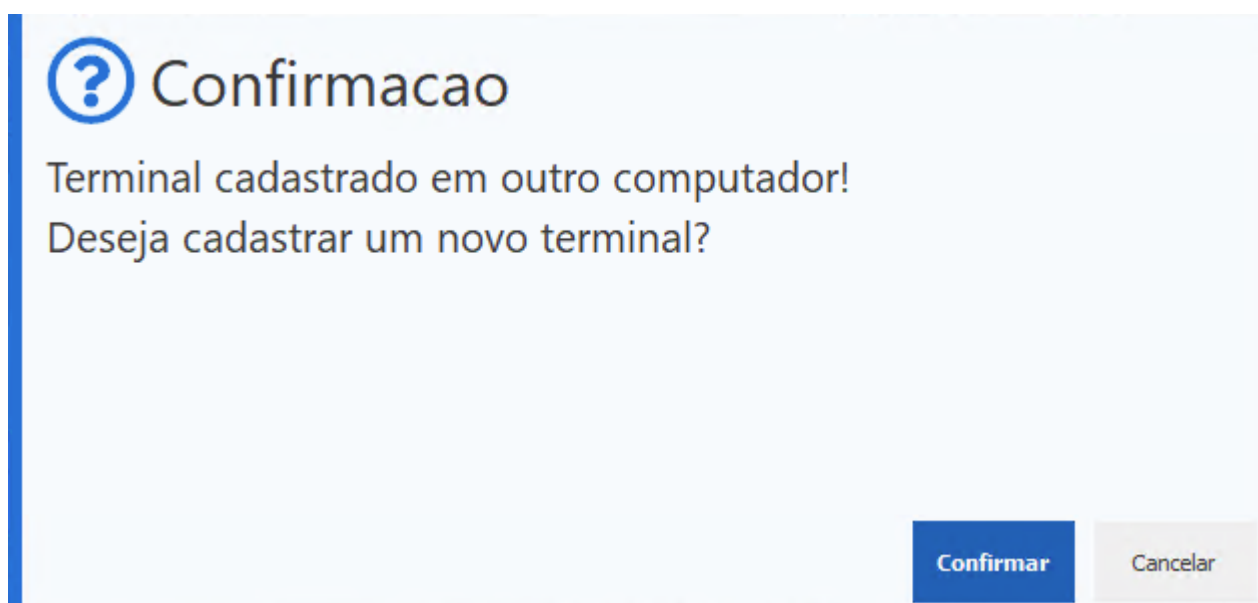 Confirmacao
Terminal cadastrado em outro computador!
Deseja cadastrar um novo terminal?
Confirmar Cancelar